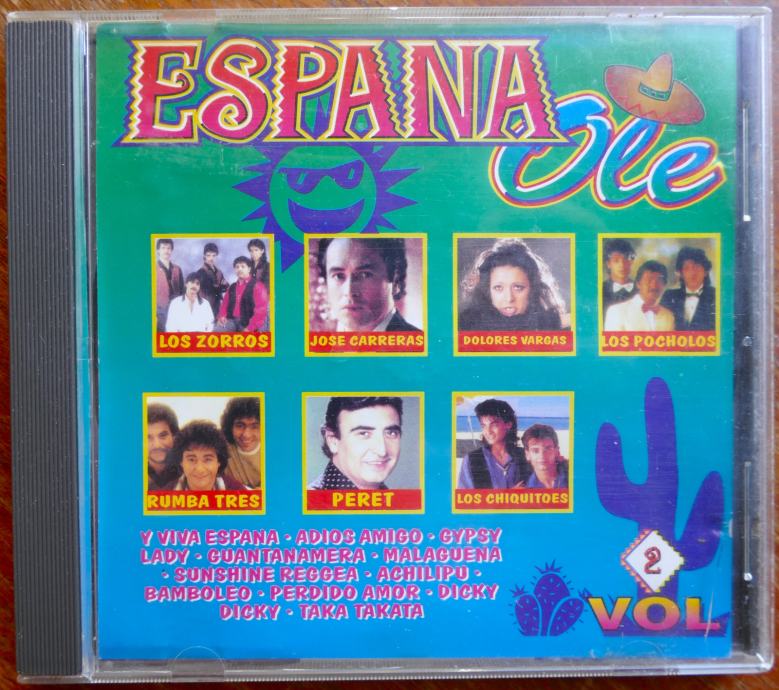 ESPANA
Ole
LOS ZORROS
JOSE CARRERAS
DOLORES VARGAS
LOS POCHOLOS
RUMBA TRES
PERET
LOS CHIQUITOES
Y VIVA ESPANA · ADIOS AMIGO · GYPSY
LADY · GUANTANAMERA · MALAGUENA
· SUNSHINE REGGEA · ACHILIPU ·
BAMBOLEO · PERDIDO AMOR · DICKY
DICKY · TAKA TAKATA
2
VOL